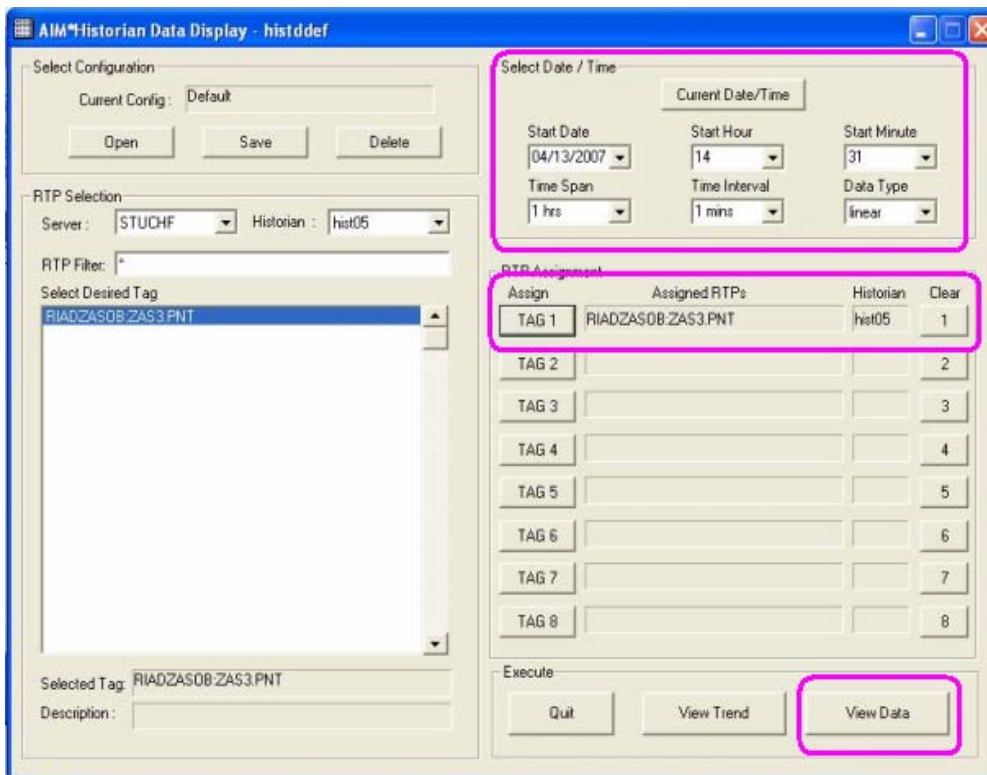 AIM*Historian Data Display - histddef
Select Configuration
Current Config : Default
Open Save Delete
RTP Selection
Server : STUCHF Historian : hist05
RTP Filter: *
Select Desired Tag
RIADZASOB:ZAS3.PNT
Selected Tag: RIADZASOB:ZAS3.PNT
Description :
Select Date / Time
Current Date/Time
Start Date Start Hour Start Minute
04/13/2007 14 31
Time Span Time Interval Data Type
1 hrs 1 mins linear
RTP Assignment
Assign Assigned RTPs Historian Clear
TAG 1 RIADZASOB:ZAS3.PNT hist05 1
TAG 2 2
TAG 3 3
TAG 4 4
TAG 5 5
TAG 6 6
TAG 7 7
TAG 8 8
Execute
Quit View Trend View Data